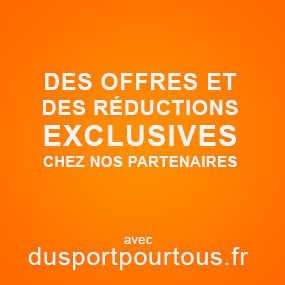 DES OFFRES ET
DES RÉDUCTIONS
EXCLUSIVES
CHEZ NOS PARTENAIRES
avec
dusportpourtous.fr